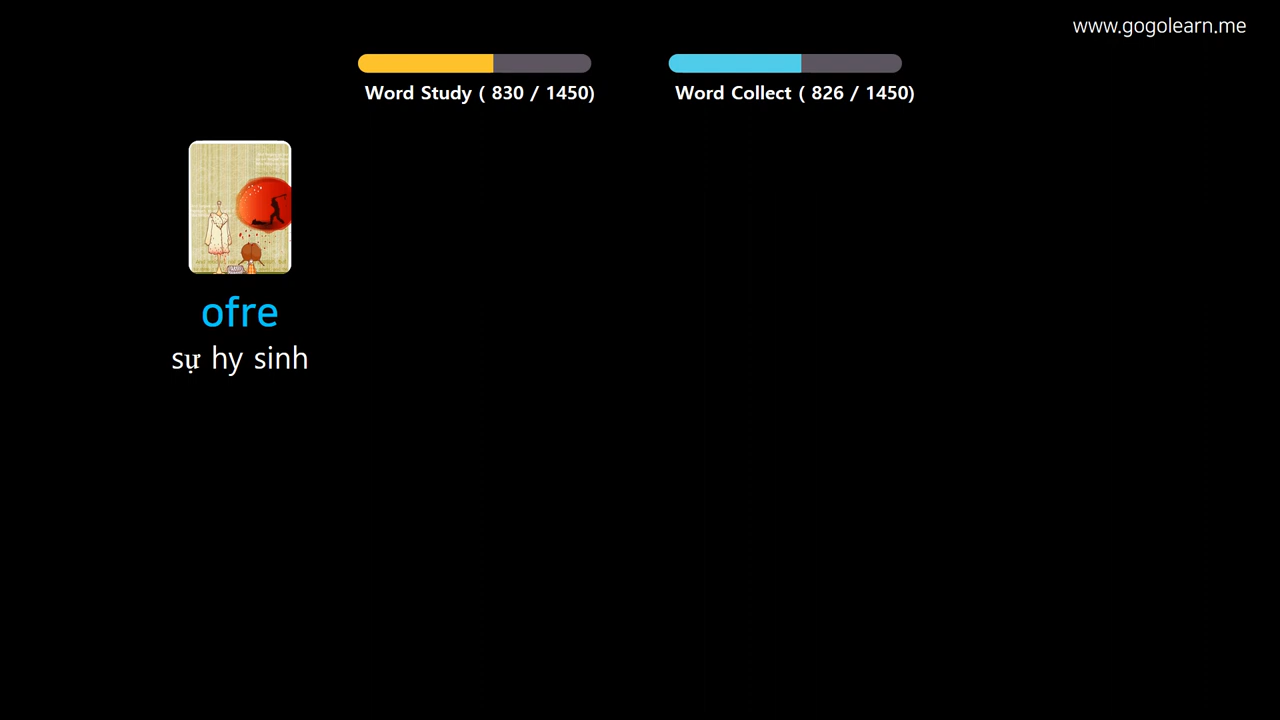 www.gogolearn.me
Word Study ( 830 / 1450)
Word Collect ( 826 / 1450)
ofre
sự hy sinh